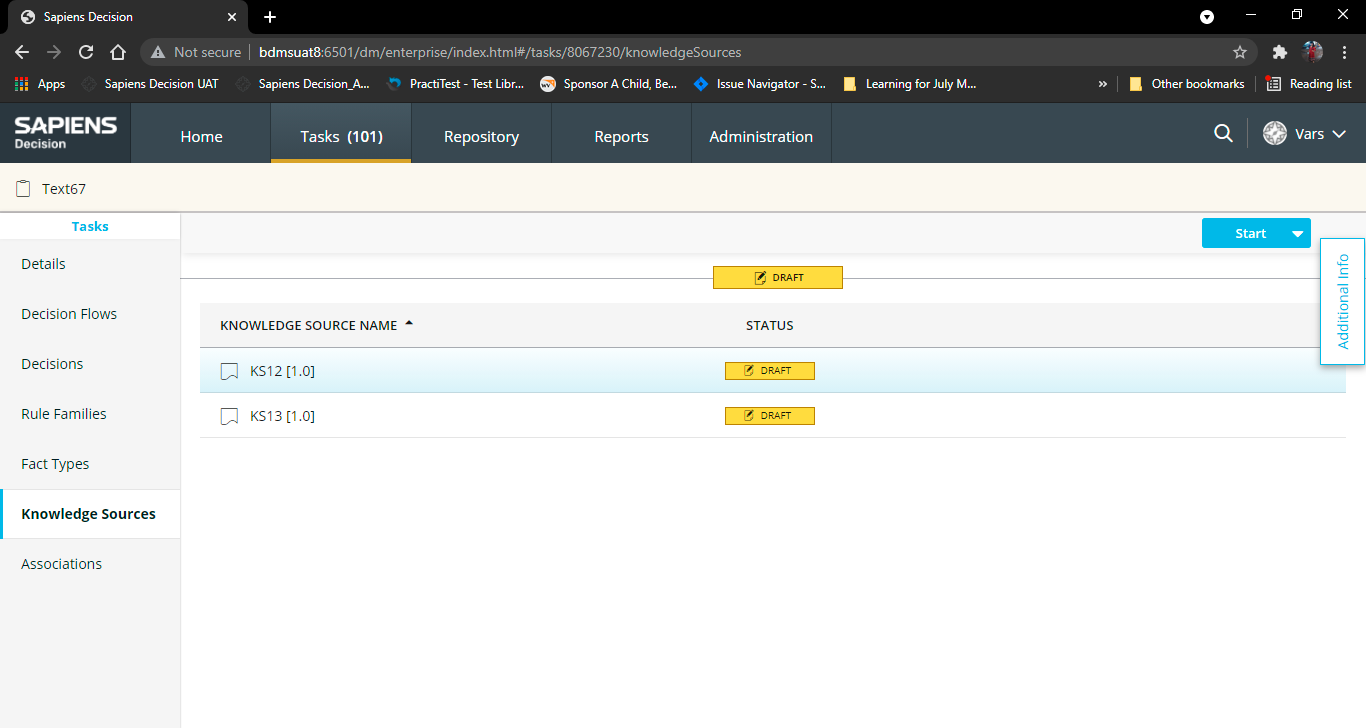 Sapiens Decision
Not secure bdmsuat8:6501/dm/enterprise/index.html#/tasks/8067230/knowledgeSources
Apps Sapiens Decision UAT Sapiens Decision_A... PractiTest - Test Libr... Sponsor A Child, Be... Issue Navigator - S... Learning for July M... » Other bookmarks Reading list
SAPIENS
Decision
Home Tasks (101) Repository Reports Administration Vars
Text67
Tasks
Start
Details
Decision Flows
Decisions
Rule Families
Fact Types
Knowledge Sources
Associations
DRAFT
KNOWLEDGE SOURCE NAME STATUS
KS12 [1.0] DRAFT
KS13 [1.0] DRAFT
Additional Info